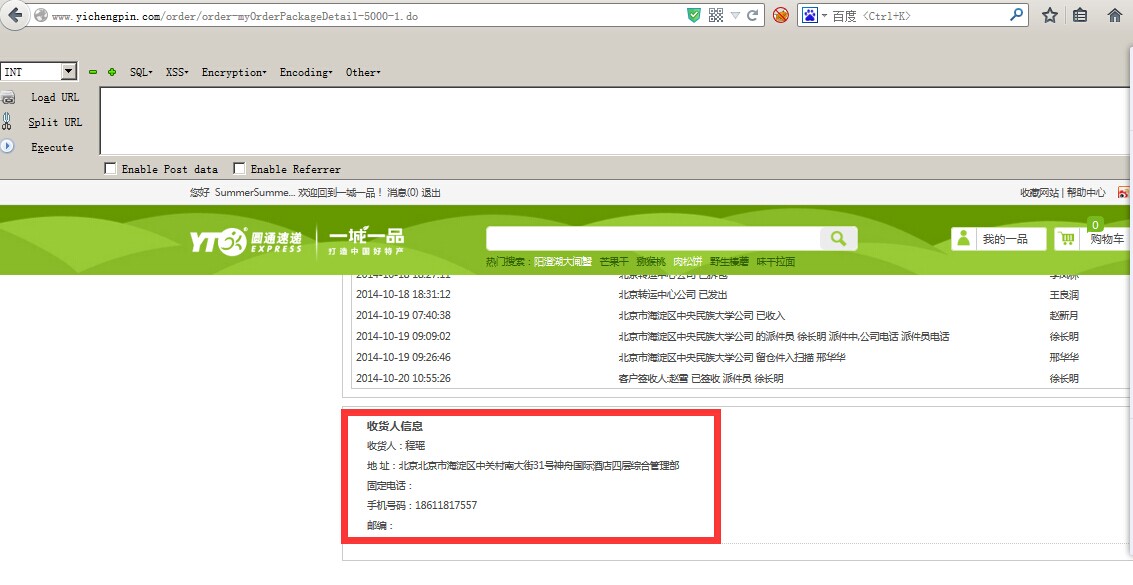 www.yichengpin.com/order/order-myOrderPackageDetail-5000-1.do
百度 <Ctrl+K>
INT
SQL
XSS
Encryption
Encoding
Other
Load URL
Split URL
Execute
Enable Post data
Enable Referrer
您好 SummerSumme... 欢迎回到一城一品！ 消息(0) 退出
收藏网站 | 帮助中心
YTO 圆通速递
EXPRESS
一城一品
打造中国好特产
我的一品
0
购物车
热门搜索：阳澄湖大闸蟹 芒果干 猕猴桃 肉松饼 野生榛蘑 味千拉面
2014-10-18 18:27:11
2014-10-18 18:31:12 北京转运中心公司 已发出 王良润
2014-10-19 07:40:38 北京市海淀区中央民族大学公司 已收入 赵新月
2014-10-19 09:09:02 北京市海淀区中央民族大学公司 的派件员 徐长明 派件中,公司电话 派件员电话 徐长明
2014-10-19 09:26:46 北京市海淀区中央民族大学公司 留仓件入扫描 邢华华 邢华华
2014-10-20 10:55:26 客户签收人:赵雪 已签收 派件员 徐长明 徐长明
收货人信息
收货人：程瑶
地 址：北京北京市海淀区中关村南大街31号神舟国际酒店四层综合管理部
固定电话：
手机号码：18611817557
邮编：